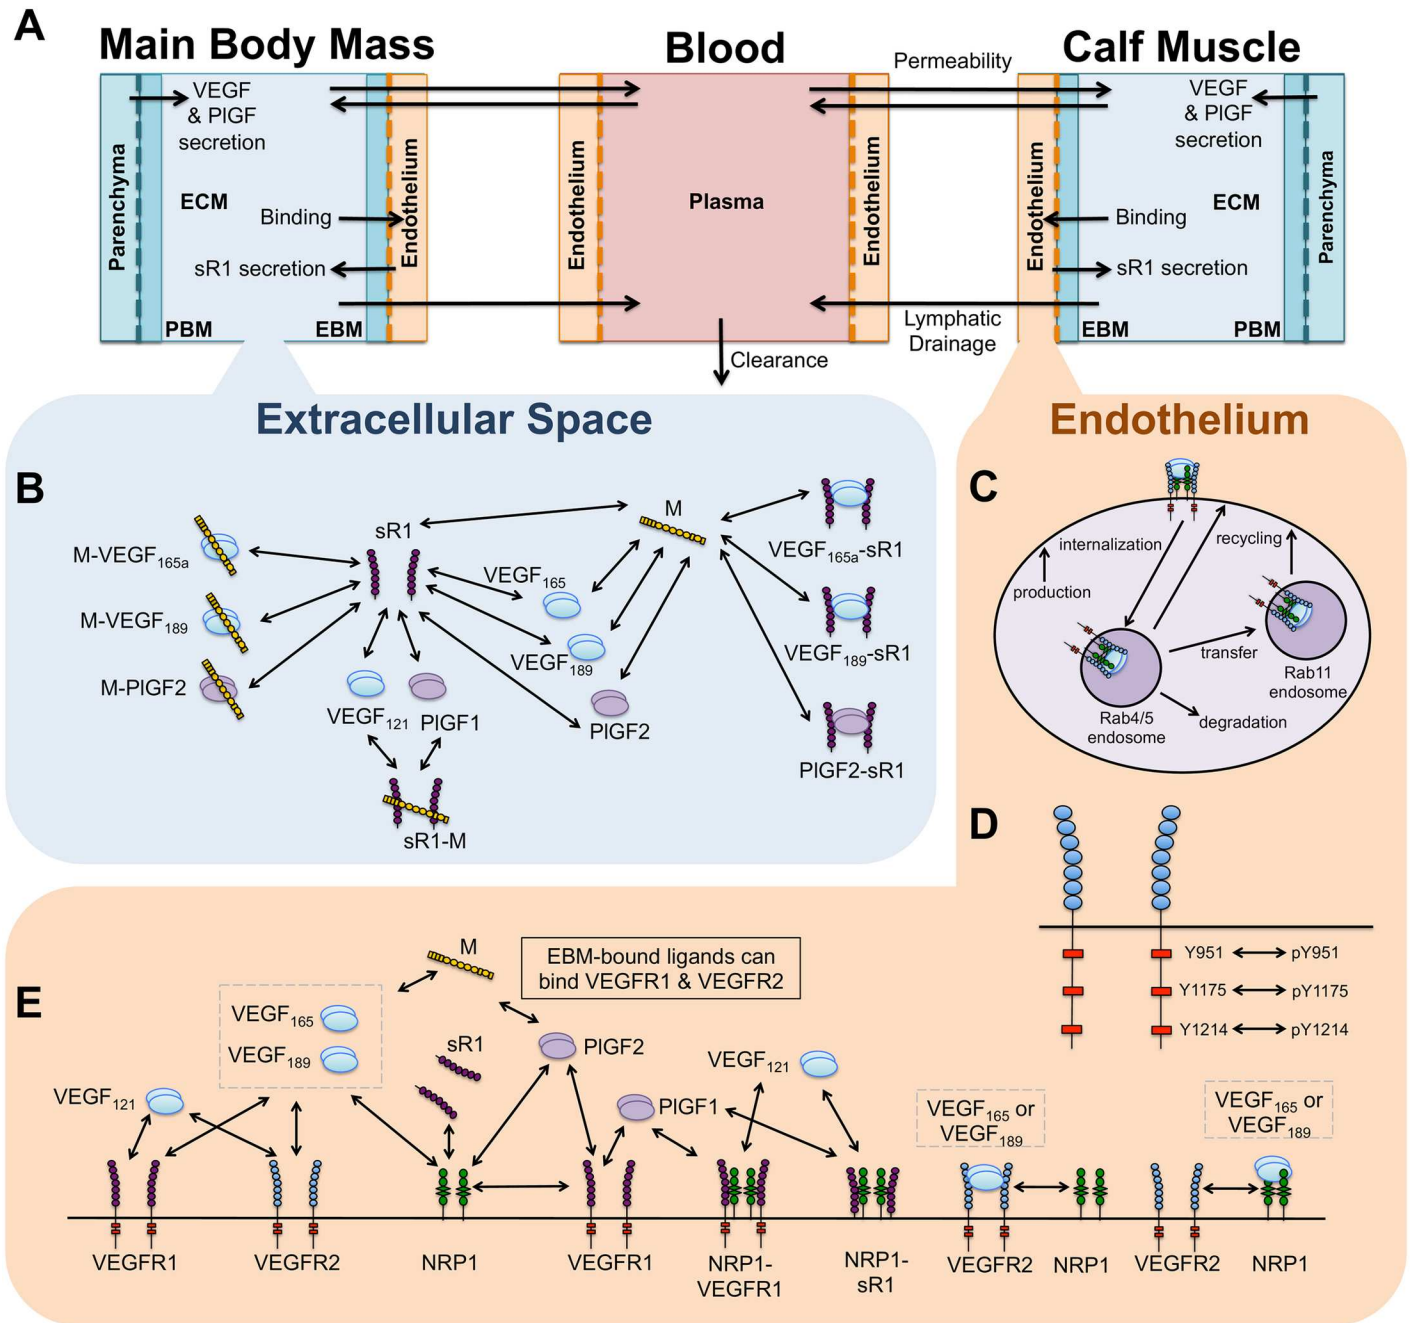 A
Main Body Mass
Blood
Calf Muscle
Permeability
VEGF
& PlGF
secretion
VEGF
& PlGF
secretion
Parenchyma
ECM
Binding
Endothelium
Endothelium
Plasma
Endothelium
Endothelium
Binding
ECM
Parenchyma
sR1 secretion
sR1 secretion
PBM
EBM
Lymphatic
Drainage
EBM
PBM
Clearance
Extracellular Space
Endothelium
B
sR1
M
M-VEGF165a
VEGF165a-sR1
VEGF165
M-VEGF189
VEGF189
VEGF189-sR1
M-PlGF2
VEGF121
PlGF1
PlGF2
PlGF2-sR1
sR1-M
C
internalization
recycling
production
transfer
Rab11
endosome
Rab4/5
endosome
degradation
D
Y951
pY951
Y1175
pY1175
Y1214
pY1214
E
M
EBM-bound ligands can
bind VEGFR1 & VEGFR2
VEGF165
VEGF189
sR1
PlGF2
VEGF121
VEGF121
PlGF1
VEGF165 or
VEGF189
VEGF165 or
VEGF189
VEGFR1
VEGFR2
NRP1
VEGFR1
NRP1-
VEGFR1
NRP1-
sR1
VEGFR2
NRP1
VEGFR2
NRP1